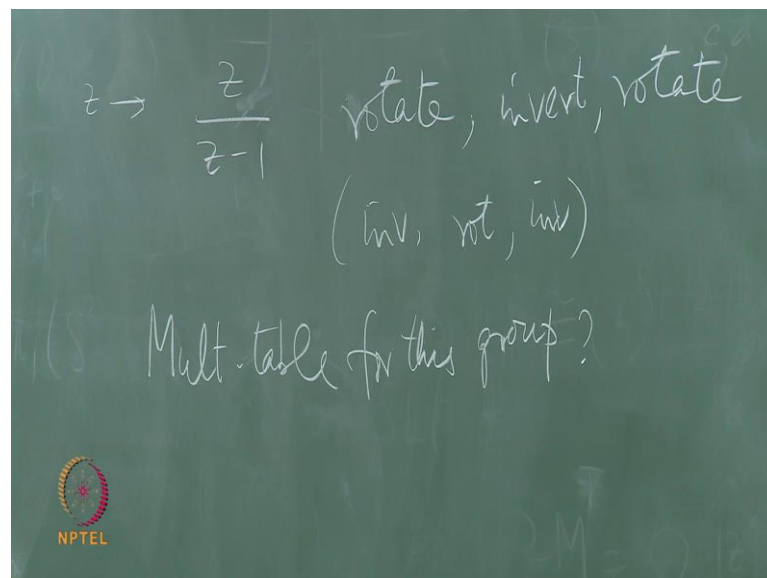 z → z/(z-1) rotate, invert, rotate
(inv, rot, inv)
Mult. table for this group?
NPTEL